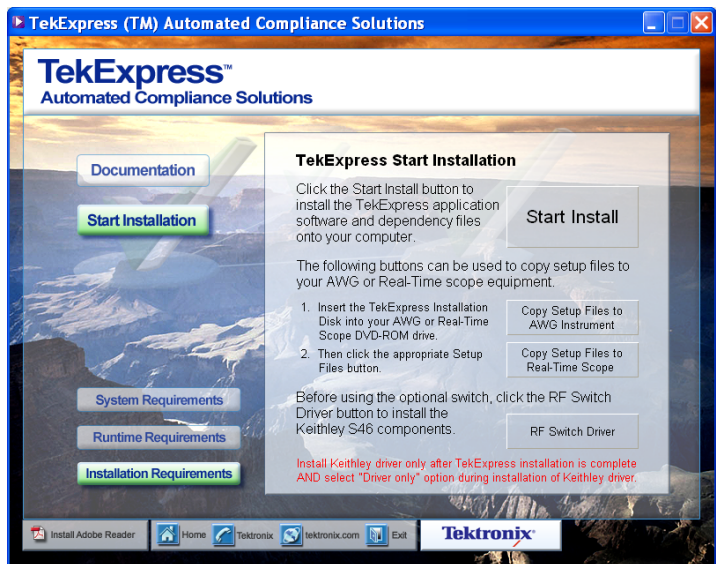 TekExpress (TM) Automated Compliance Solutions
TekExpress™
Automated Compliance Solutions
Documentation
Start Installation
System Requirements
Runtime Requirements
Installation Requirements
TekExpress Start Installation
Click the Start Install button to
install the TekExpress application
software and dependency files
onto your computer.
Start Install
The following buttons can be used to copy setup files to
your AWG or Real-Time scope equipment.
1. Insert the TekExpress Installation
Disk into your AWG or Real-Time
Scope DVD-ROM drive.
2. Then click the appropriate Setup
Files button.
Copy Setup Files to
AWG Instrument
Copy Setup Files to
Real-Time Scope
Before using the optional switch, click the RF Switch
Driver button to install the
Keithley S46 components.
RF Switch Driver
Install Keithley driver only after TekExpress installation is complete
AND select "Driver only" option during installation of Keithley driver.
Install Adobe Reader
Home
Tektronix
tektronix.com
Exit
Tektronix